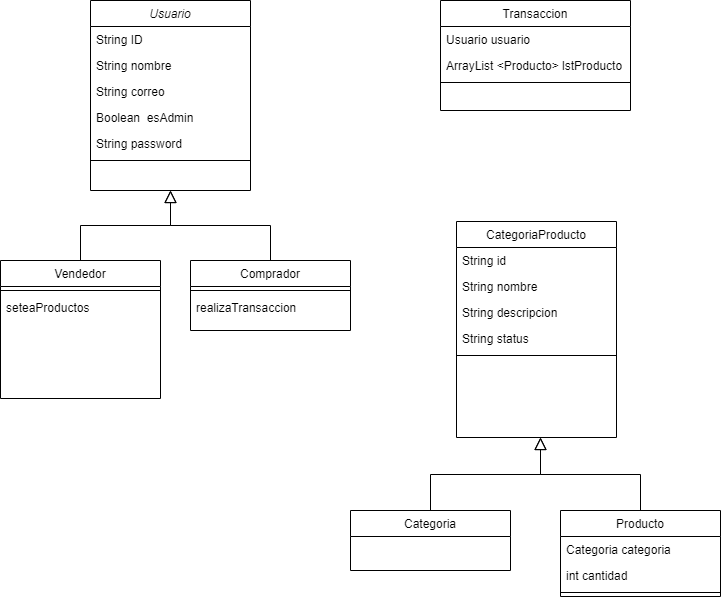 Usuario
String ID
String nombre
String correo
Boolean  esAdmin
String password
Transaccion
Usuario usuario
ArrayList <Producto> lstProducto
Vendedor
seteaProductos
Comprador
realizaTransaccion
CategoriaProducto
String id
String nombre
String descripcion
String status
Categoria
Producto
Categoria categoria
int cantidad